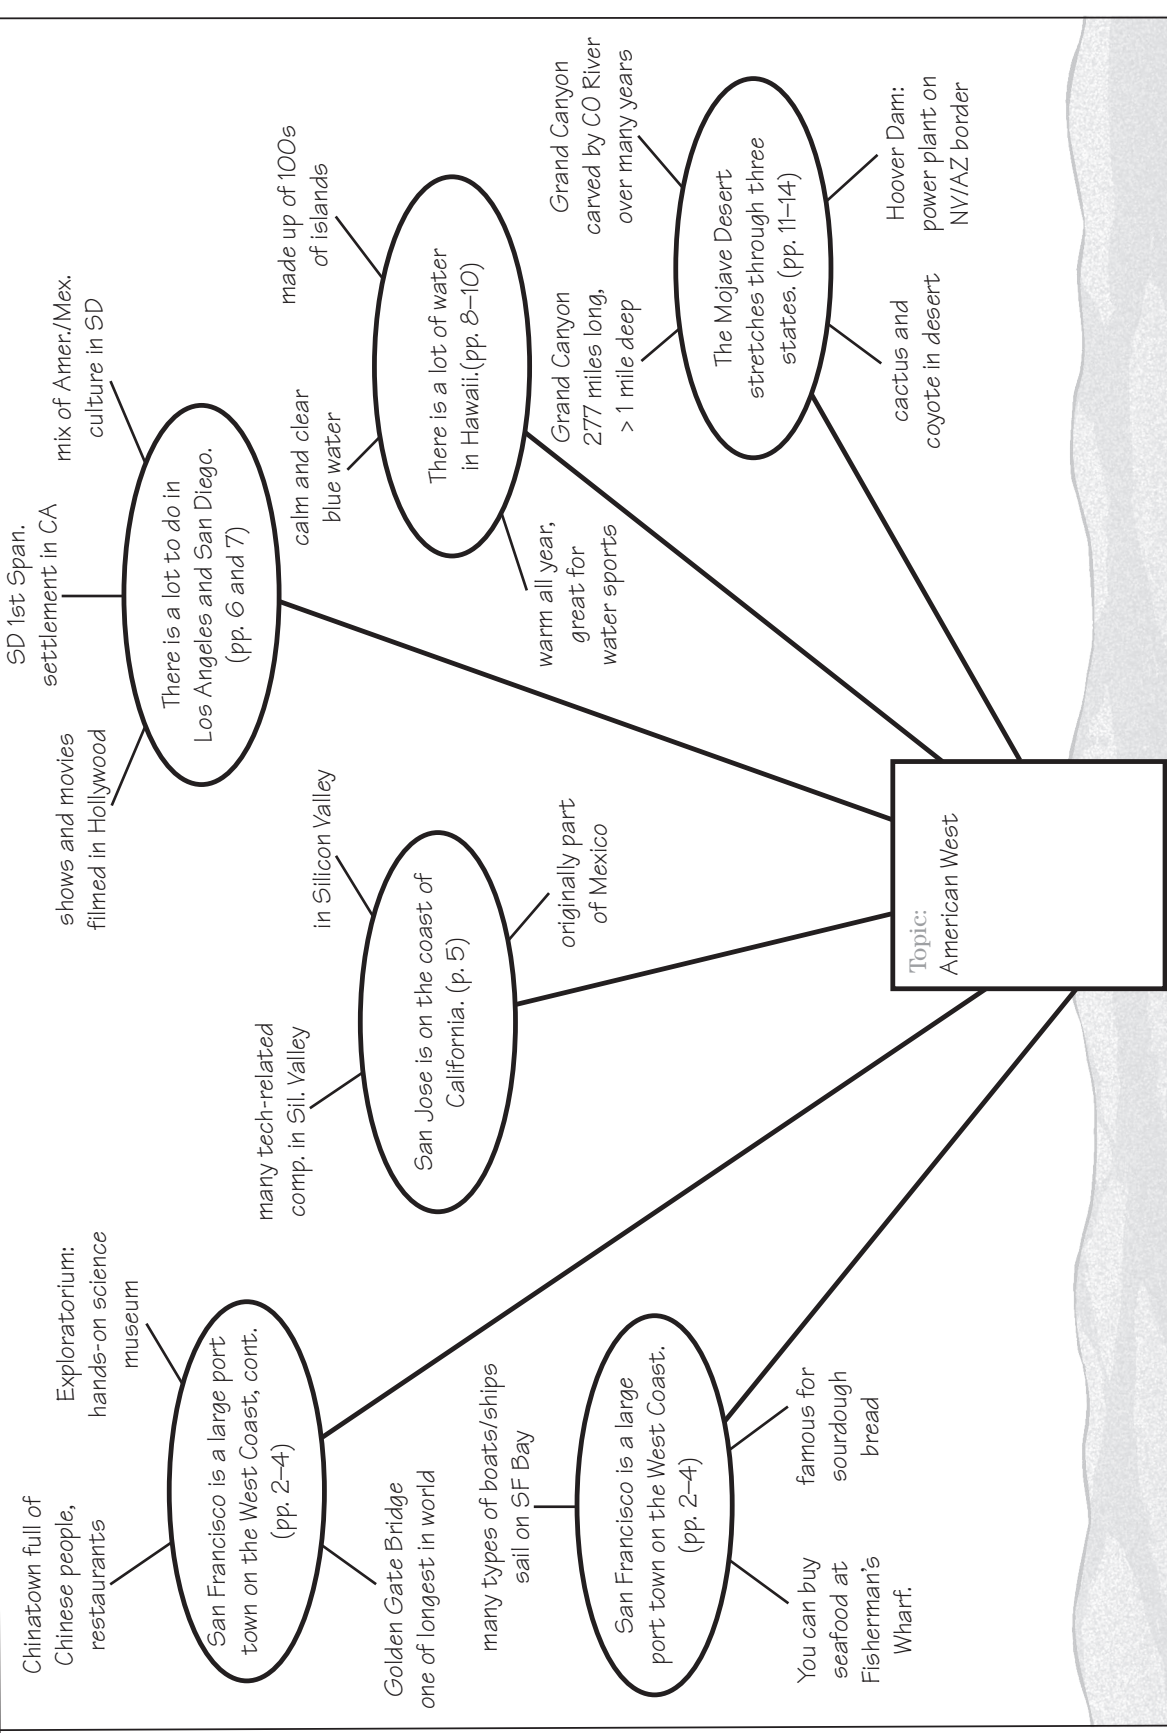 Chinatown full of
Chinese people,
restaurants
Exploratorium:
hands-on science
museum
San Francisco is a large port
town on the West Coast, cont.
(pp. 2–4)
Golden Gate Bridge
one of longest in world
many types of boats/ships
sail on SF Bay
San Francisco is a large
port town on the West Coast.
(pp. 2–4)
You can buy
seafood at
Fisherman’s
Wharf.
famous for
sourdough
bread
many tech-related
comp. in Sil. Valley
in Silicon Valley
San Jose is on the coast of
California. (p. 5)
originally part
of Mexico
shows and movies
filmed in Hollywood
SD 1st Span.
settlement in CA
mix of Amer./Mex.
culture in SD
There is a lot to do in
Los Angeles and San Diego.
(pp. 6 and 7)
calm and clear
blue water
made up of 100s
of islands
There is a lot of water
in Hawaii.(pp. 8–10)
warm all year,
great for
water sports
Grand Canyon
277 miles long,
> 1 mile deep
Grand Canyon
carved by CO River
over many years
The Mojave Desert
stretches through three
states. (pp. 11–14)
cactus and
coyote in desert
Hoover Dam:
power plant on
NV/AZ border
Topic:
American West